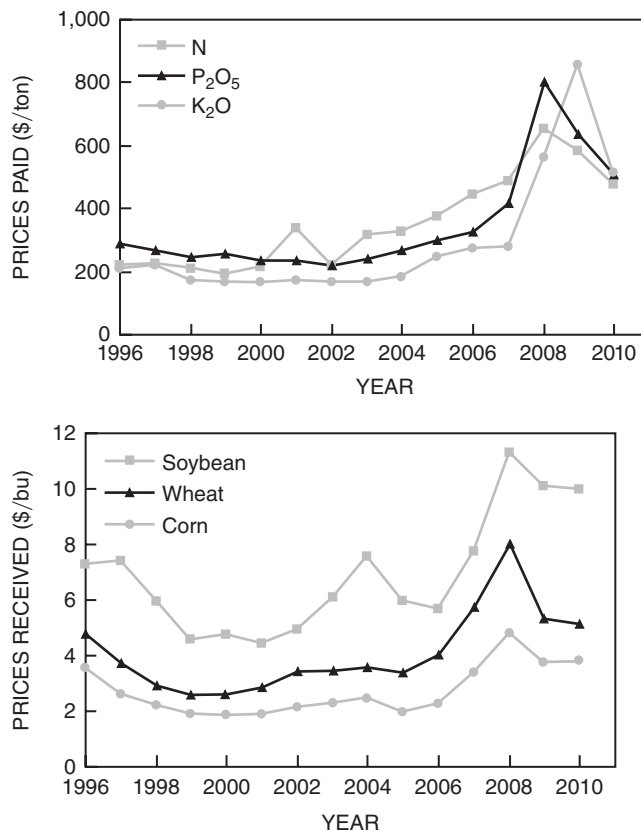 1,000
800
600
400
200
0
PRICES PAID ($/ton)
N
P₂O₅
K₂O
1996 1998 2000 2002 2004 2006 2008 2010
YEAR
12
10
8
6
4
2
0
PRICES RECEIVED ($/bu)
Soybean
Wheat
Corn
1996 1998 2000 2002 2004 2006 2008 2010
YEAR